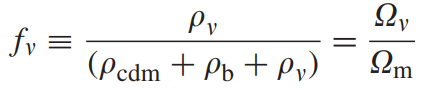 f_ν ≡ ρ_ν / (ρ_cdm + ρ_b + ρ_ν) = Ω_ν / Ω_m